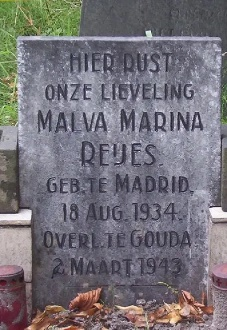 HIER RUST
ONZE LIEVELING
MALVA MARINA
REYES.
GEB. TE MADRID.
18 AUG. 1934.
OVERL. TE GOUDA
2 MAART 1943